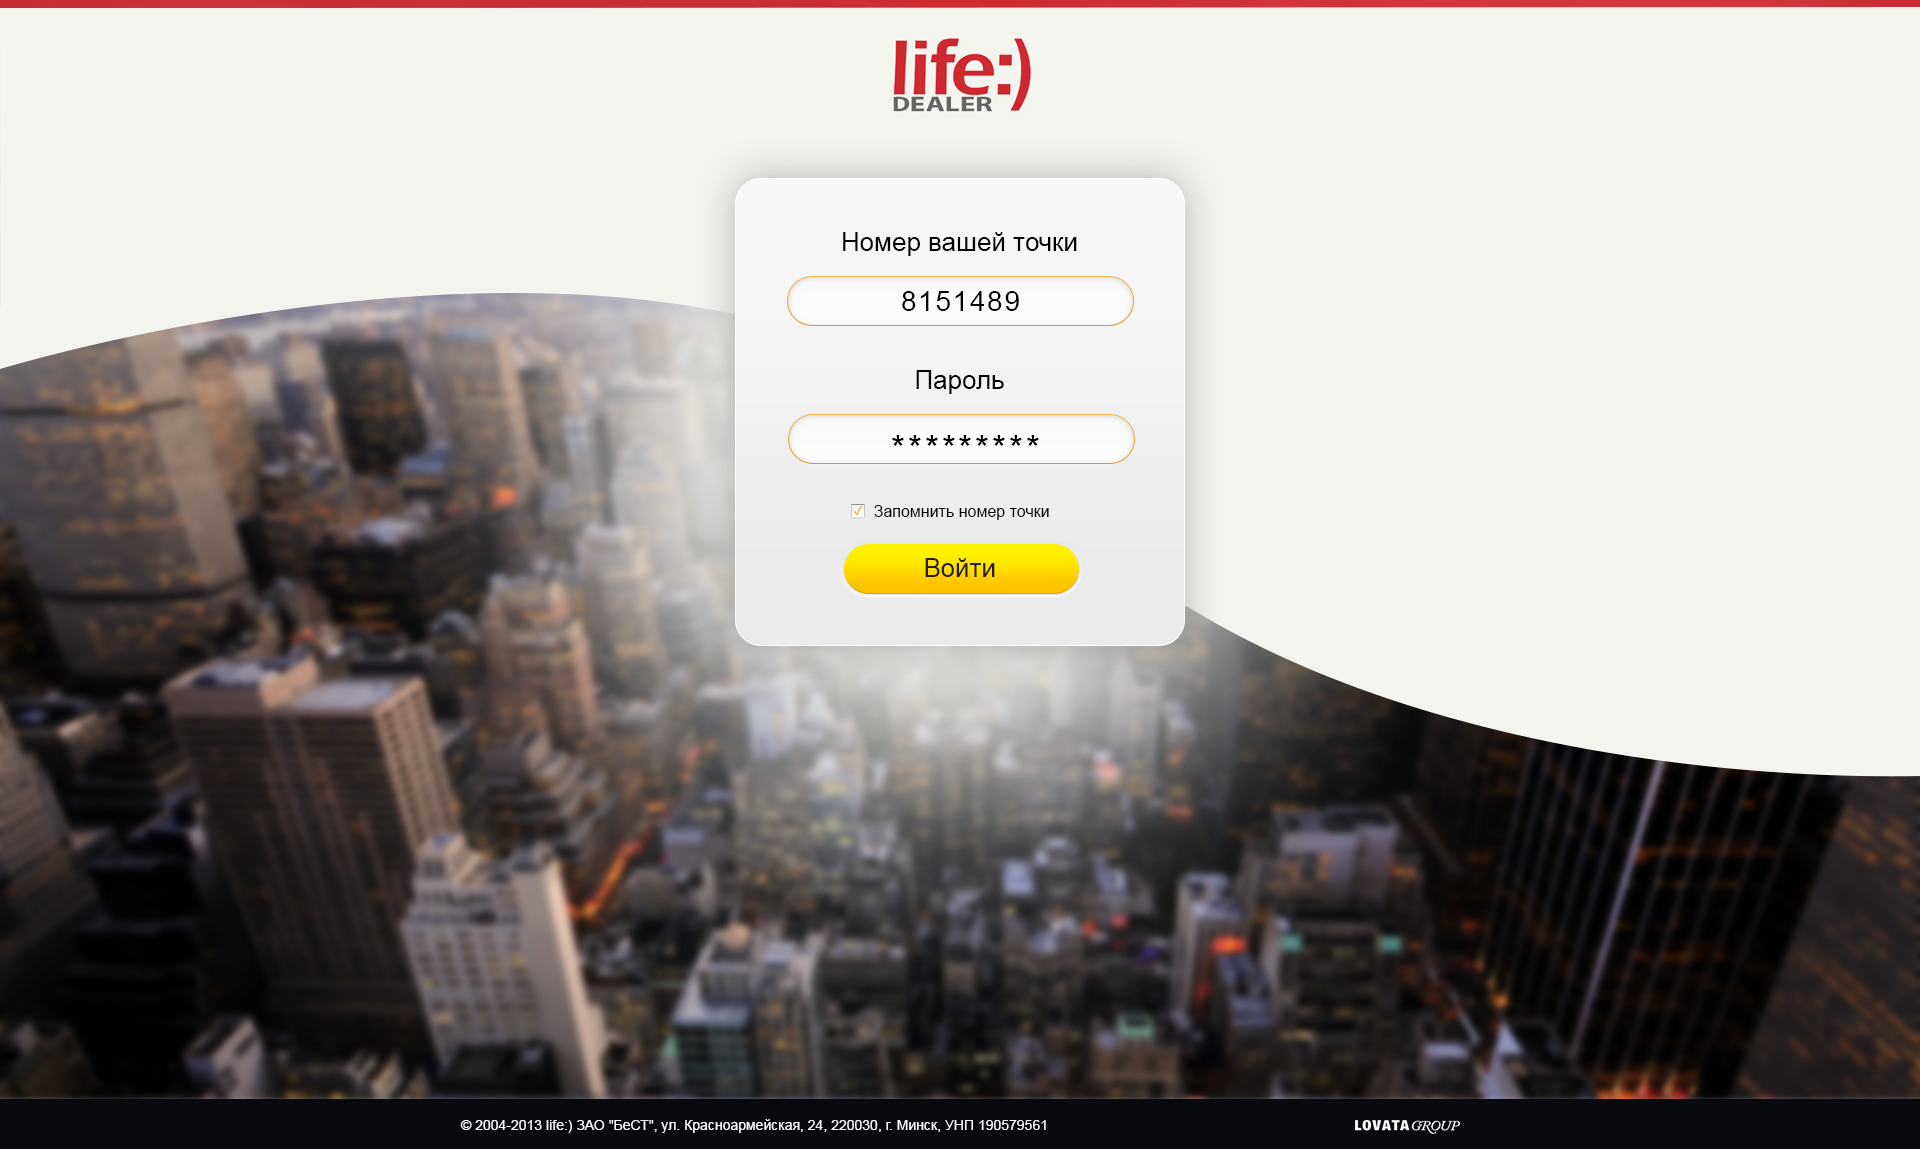 life:)
DEALER
Номер вашей точки
8151489
Пароль
*********
Запомнить номер точки
Войти
© 2004-2013 life:) ЗАО "БеСТ", ул. Красноармейская, 24, 220030, г. Минск, УНП 190579561
LOVATA GROUP